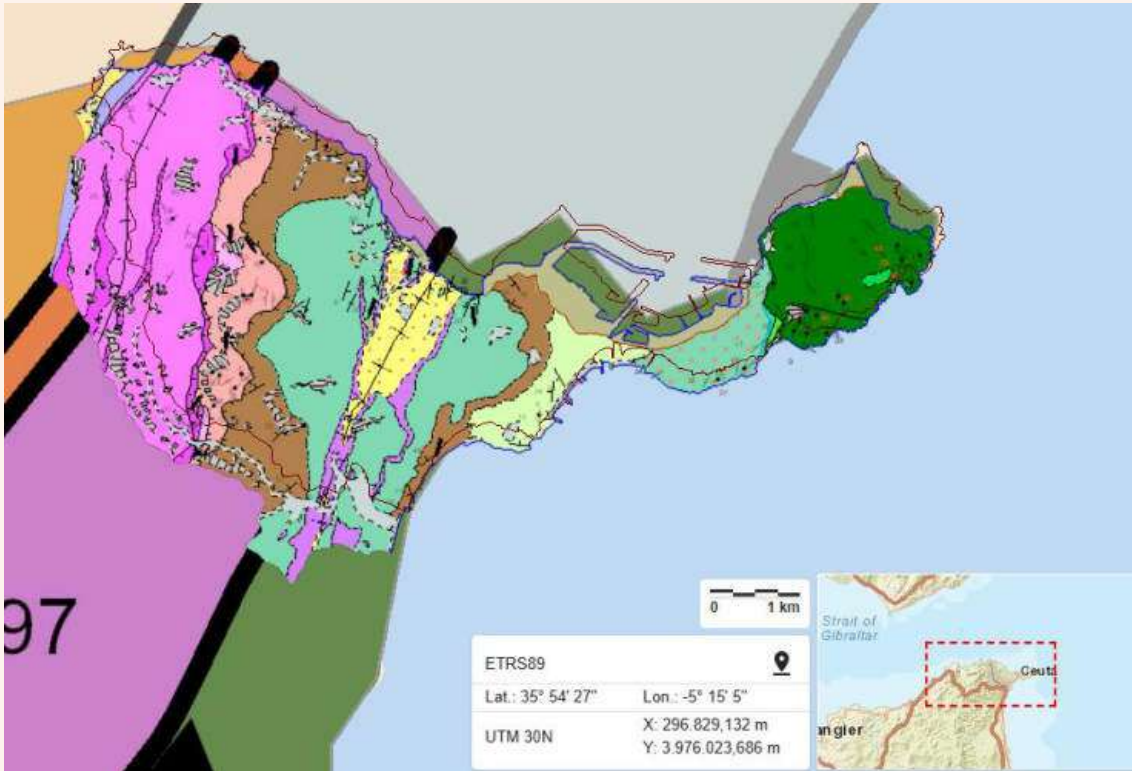 97
0 1 km
ETRS89
Lat.: 35° 54' 27" Lon.: -5° 15' 5"
UTM 30N
X: 296.829,132 m
Y: 3.976.023,686 m
Strait of
Gibraltar
Ceuta
angier